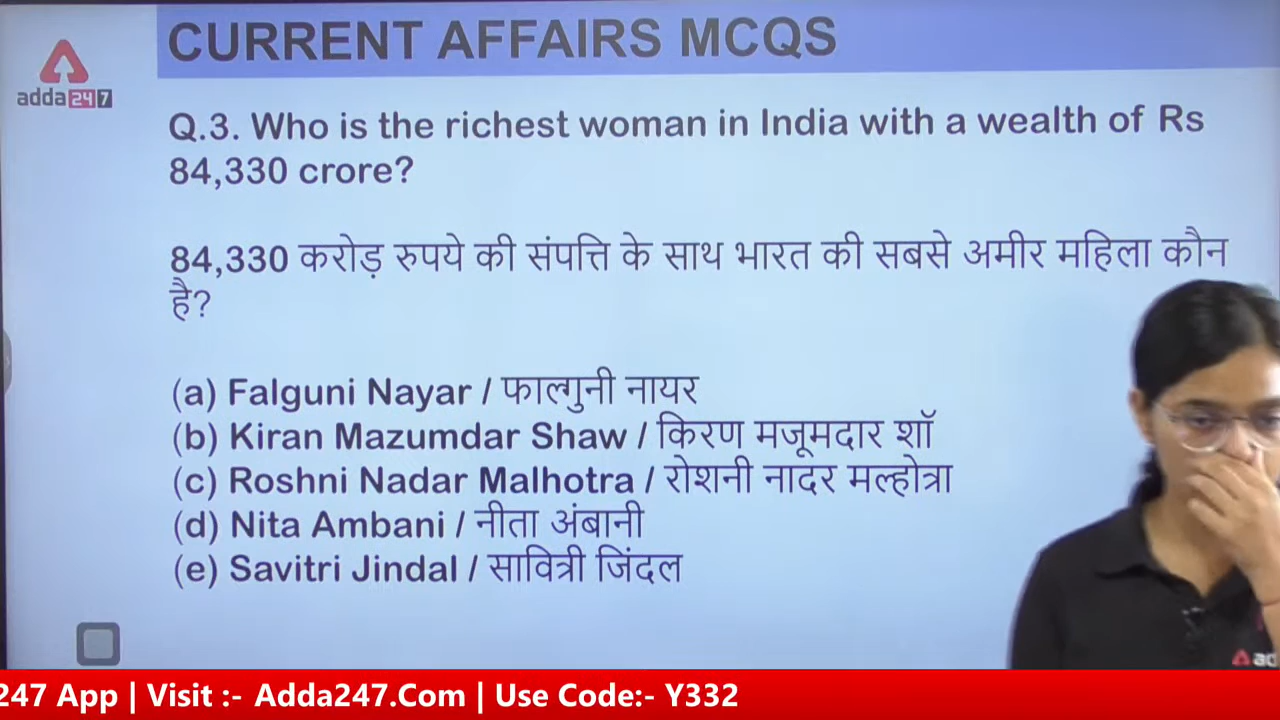 CURRENT AFFAIRS MCQS
adda247
Q.3. Who is the richest woman in India with a wealth of Rs
84,330 crore?
84,330 करोड़ रुपये की संपत्ति के साथ भारत की सबसे अमीर महिला कौन
है?
(a) Falguni Nayar / फाल्गुनी नायर
(b) Kiran Mazumdar Shaw / किरण मजूमदार शॉ
(c) Roshni Nadar Malhotra / रोशनी नादर मल्होत्रा
(d) Nita Ambani / नीता अंबानी
(e) Savitri Jindal / सावित्री जिंदल
247 App | Visit :- Adda247.Com | Use Code:- Y332